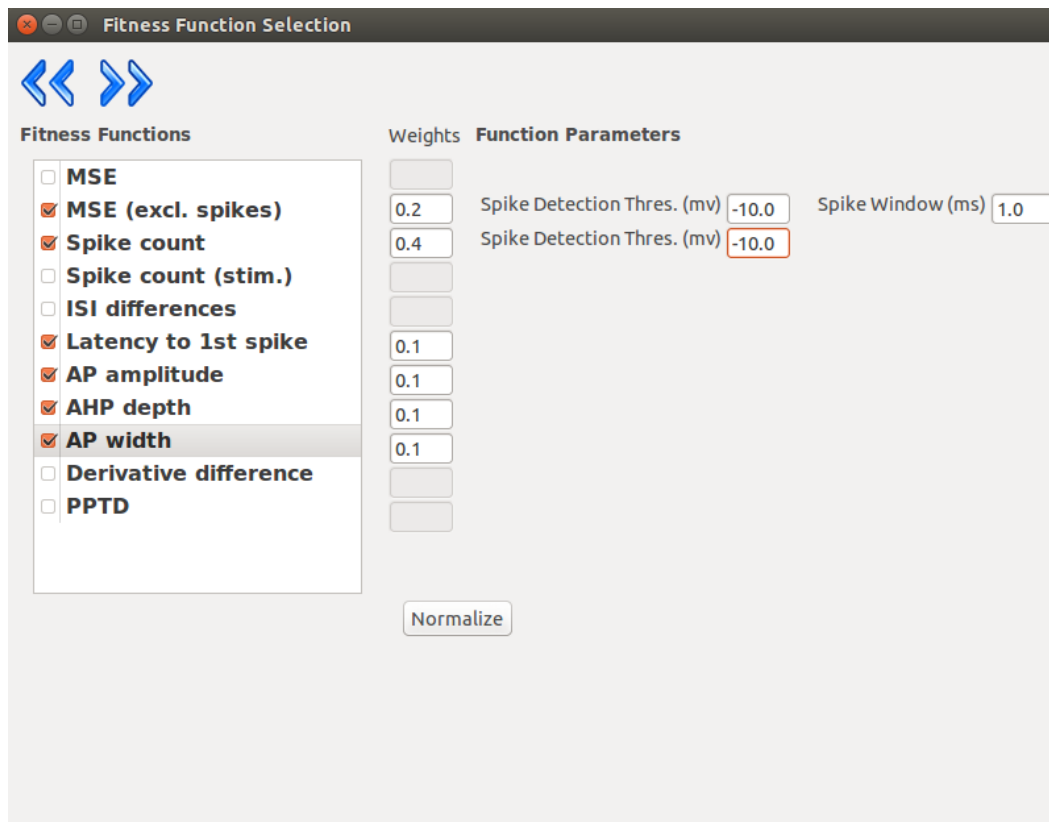 Fitness Function Selection
Fitness Functions Weights Function Parameters
MSE
MSE (excl. spikes) 0.2 Spike Detection Thres. (mv) -10.0 Spike Window (ms) 1.0
Spike count 0.4 Spike Detection Thres. (mv) -10.0
Spike count (stim.)
ISI differences
Latency to 1st spike 0.1
AP amplitude 0.1
AHP depth 0.1
AP width 0.1
Derivative difference
PPTD
Normalize